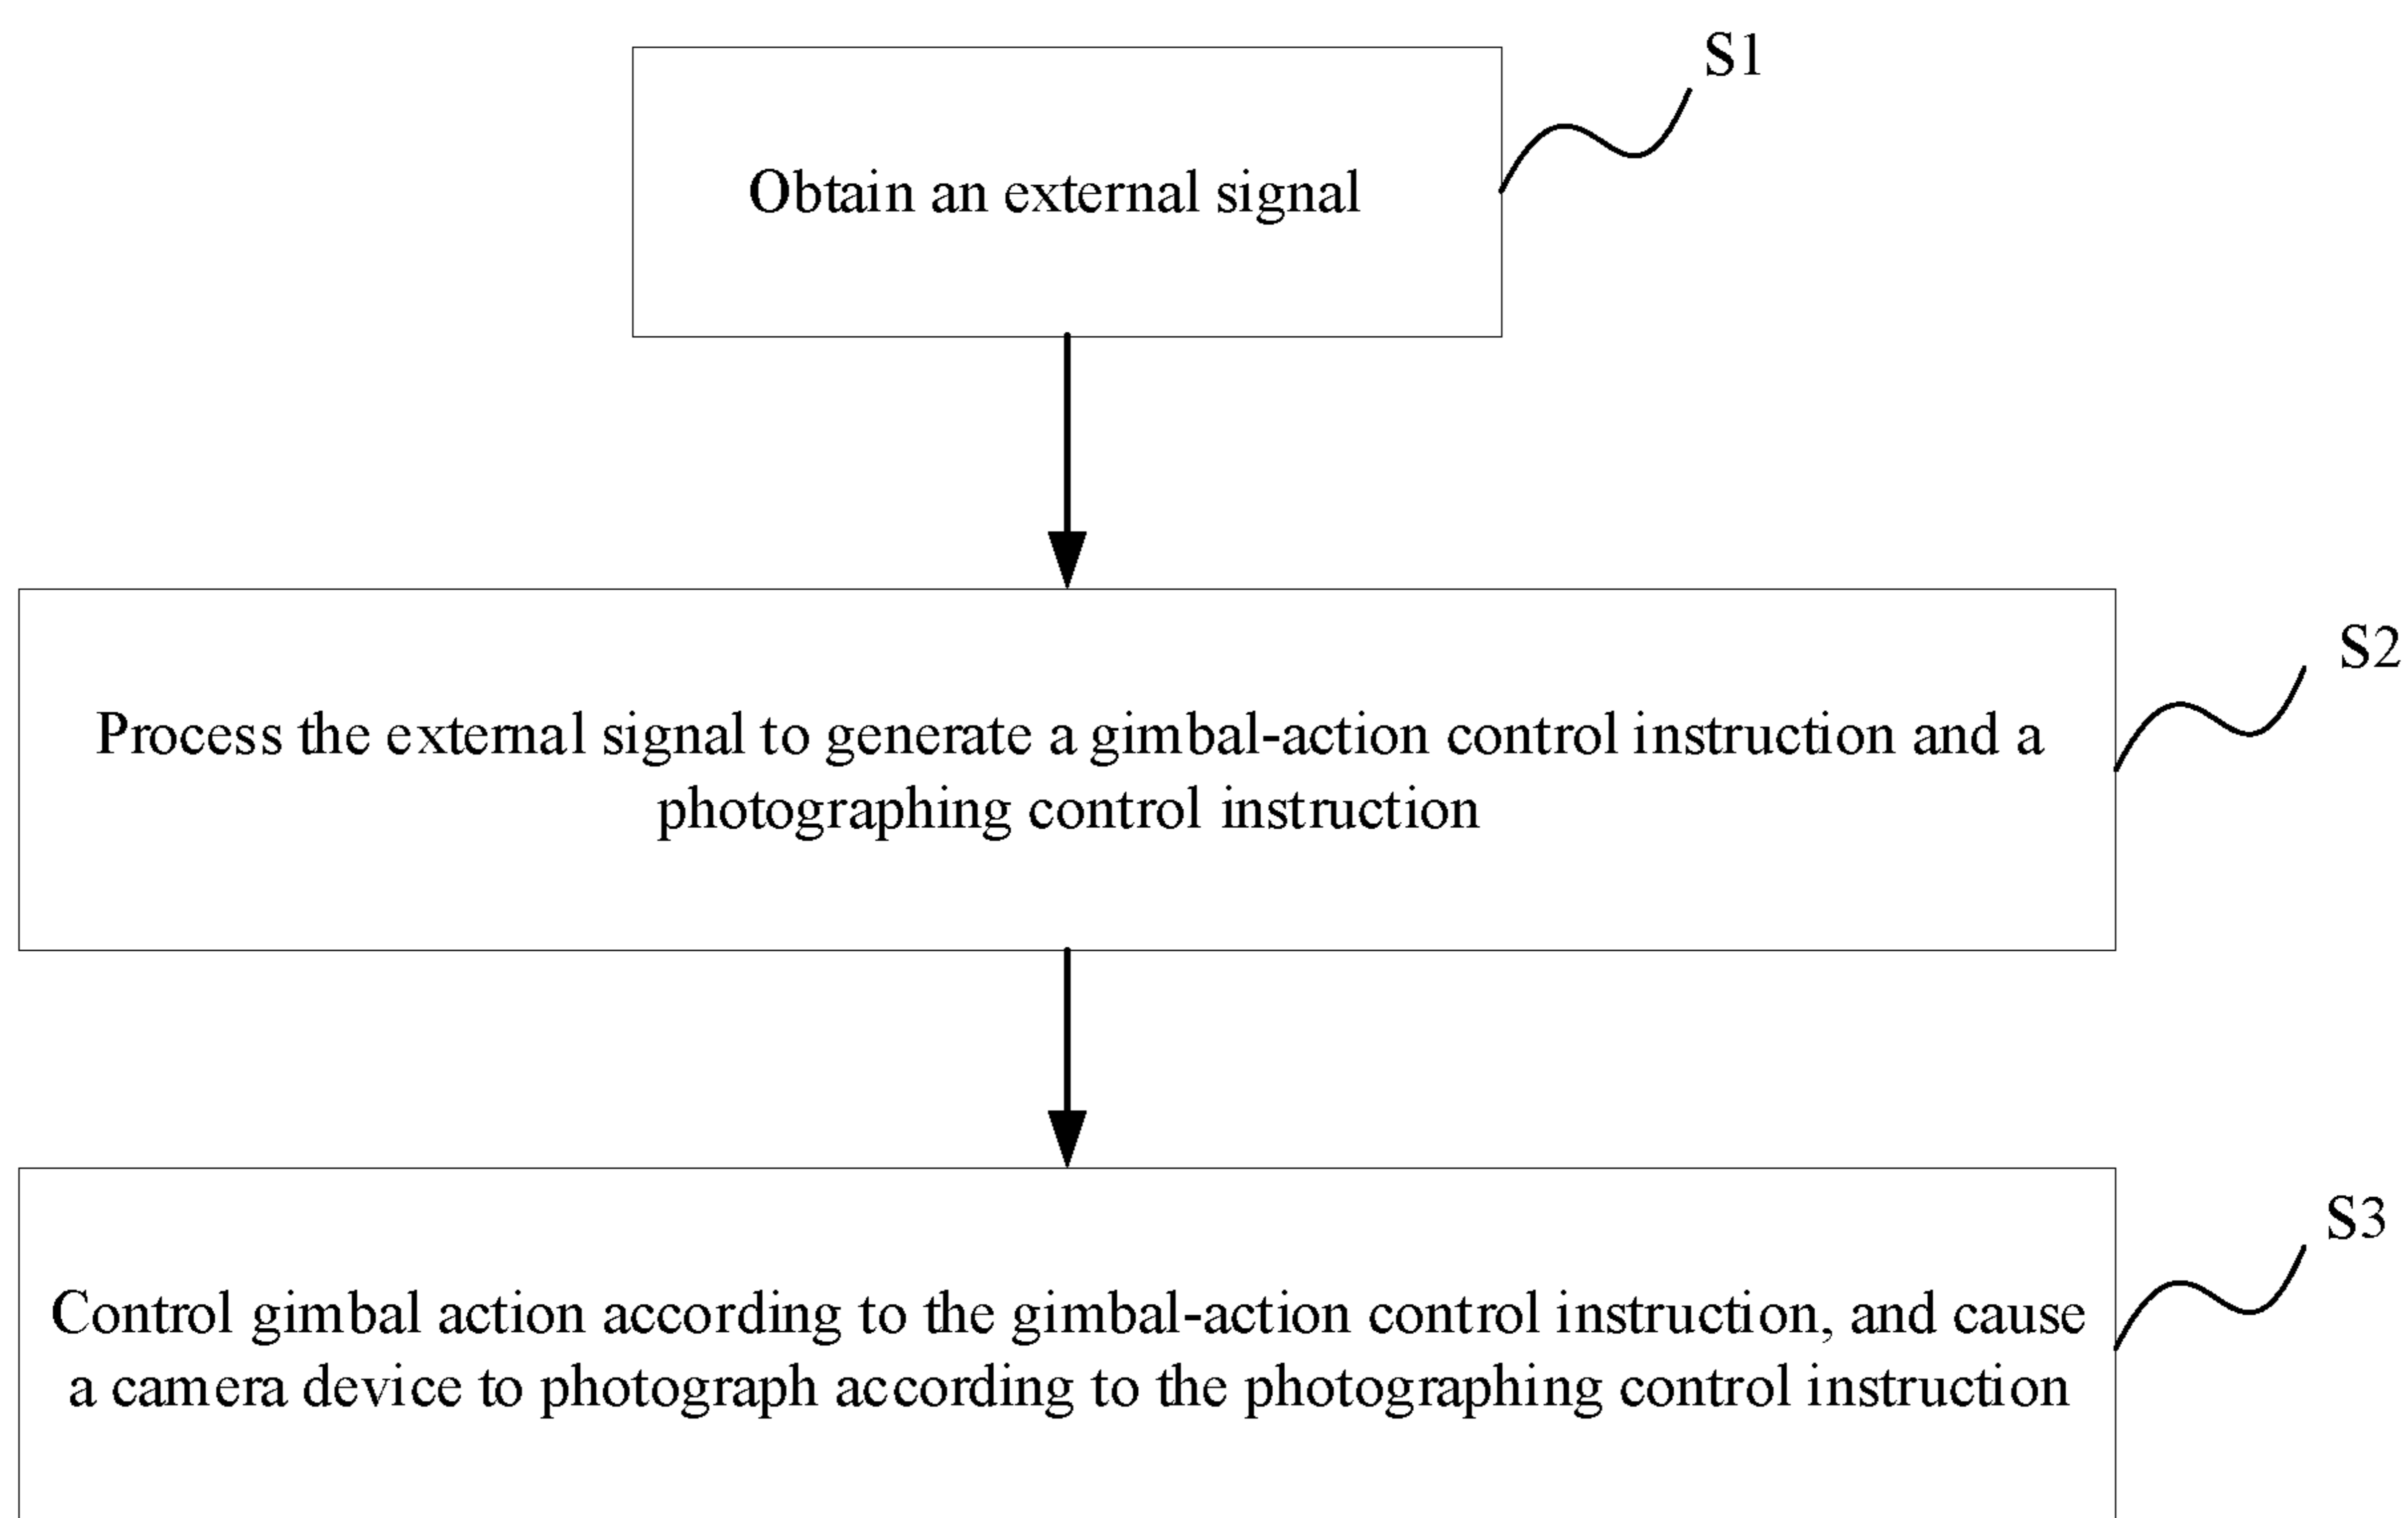 S1
Obtain an external signal
S2
Process the external signal to generate a gimbal-action control instruction and a
photographing control instruction
S3
Control gimbal action according to the gimbal-action control instruction, and cause
a camera device to photograph according to the photographing control instruction